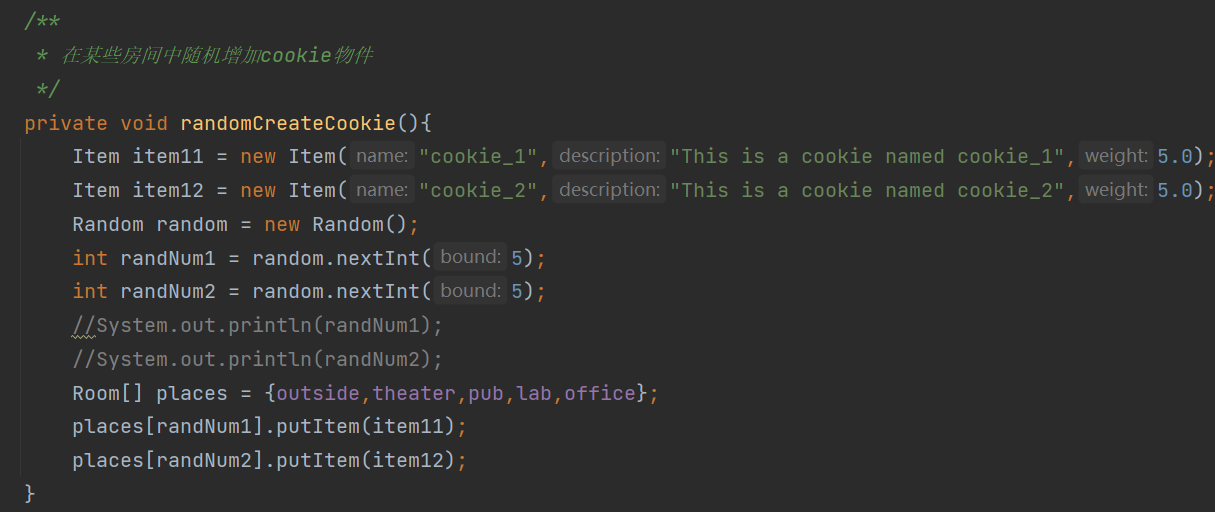 /**
 * 在某些房间中随机增加cookie物件
 */
private void randomCreateCookie(){
    Item item11 = new Item( name: "cookie_1", description: "This is a cookie named cookie_1", weight: 5.0);
    Item item12 = new Item( name: "cookie_2", description: "This is a cookie named cookie_2", weight: 5.0);
    Random random = new Random();
    int randNum1 = random.nextInt( bound: 5);
    int randNum2 = random.nextInt( bound: 5);
    //System.out.println(randNum1);
    //System.out.println(randNum2);
    Room[] places = {outside,theater,pub,lab,office};
    places[randNum1].putItem(item11);
    places[randNum2].putItem(item12);
}